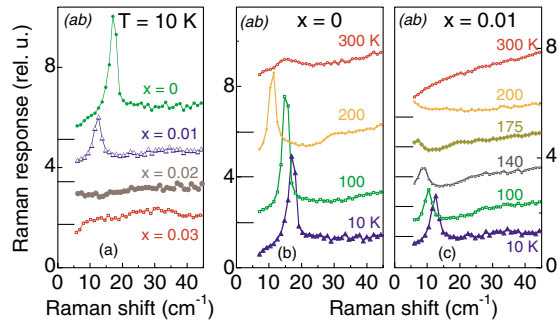 (ab) T = 10 K
x = 0
x = 0.01
x = 0.02
x = 0.03
(a)
Raman response (rel. u.)
0
4
8
10 20 30 40
Raman shift (cm-1)
(ab) x = 0
300 K
200
100
10 K
(b)
0
4
8
10 20 30 40
Raman shift (cm-1)
(ab) x = 0.01
300 K
200
175
140
100
10 K
(c)
0
4
8
10 20 30 40
Raman shift (cm-1)